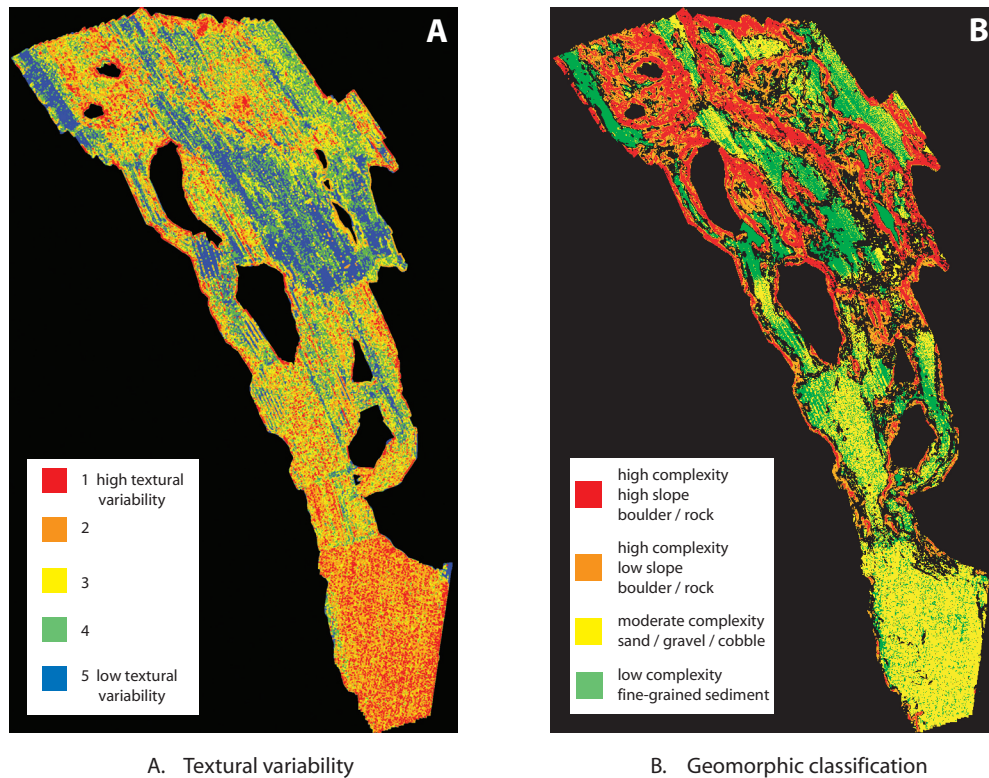 A
1 high textural
variability
2
3
4
5 low textural
variability
A. Textural variability
B
high complexity
high slope
boulder / rock
high complexity
low slope
boulder / rock
moderate complexity
sand / gravel / cobble
low complexity
fine-grained sediment
B. Geomorphic classification